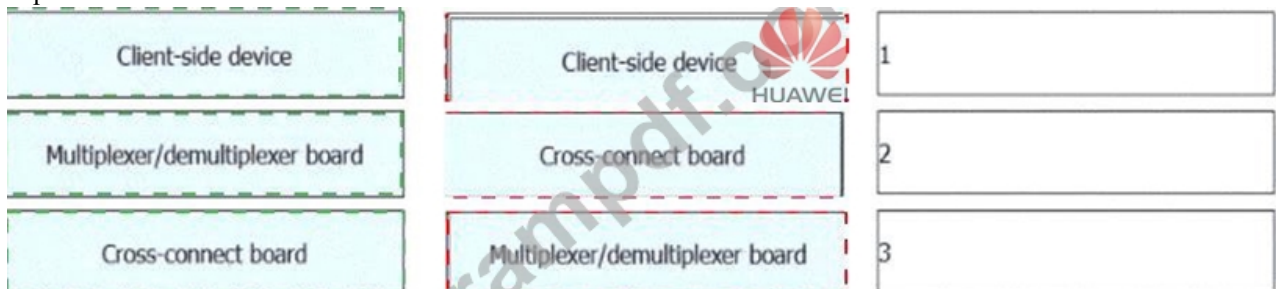 Client-side device Client-side device 1
HUAWEI
Multiplexer/demultiplexer board Cross-connect board 2
Cross-connect board Multiplexer/demultiplexer board 3